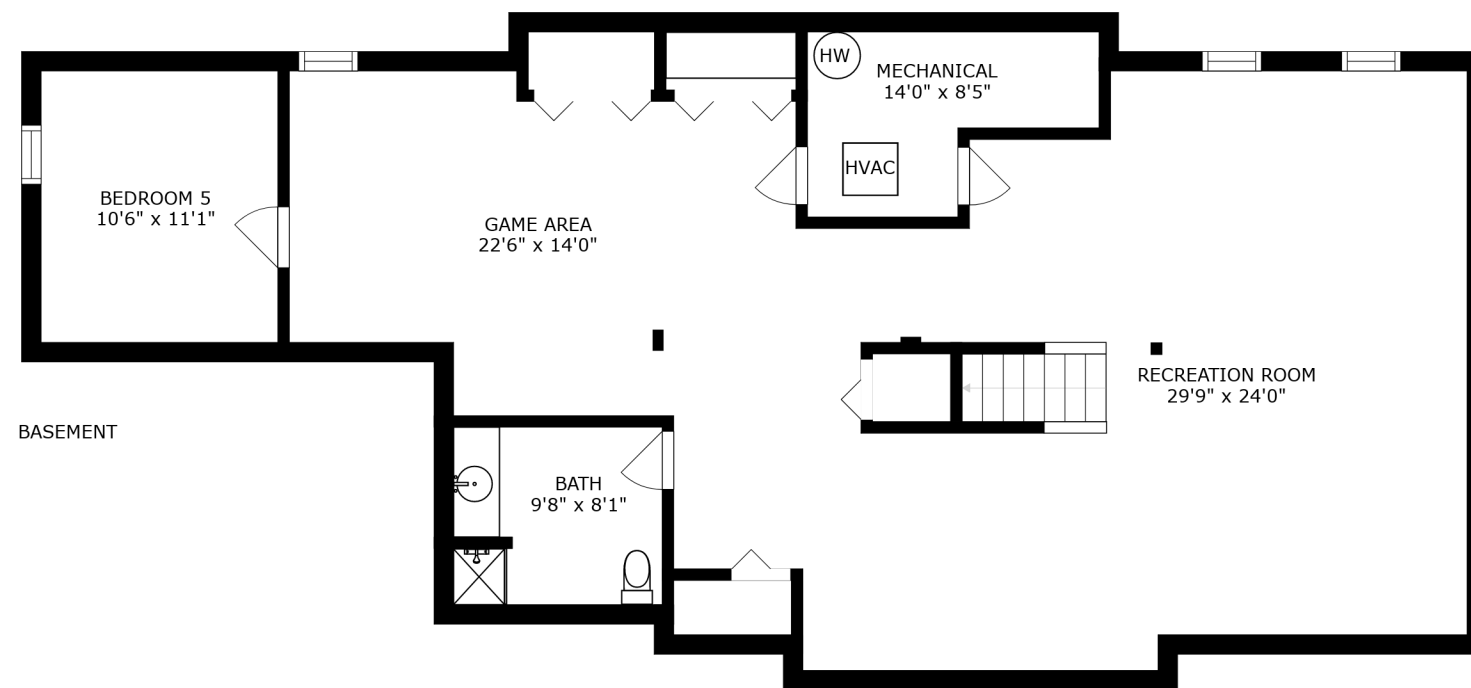 HW
MECHANICAL
14'0" x 8'5"
HVAC
BEDROOM 5
10'6" x 11'1"
GAME AREA
22'6" x 14'0"
RECREATION ROOM
29'9" x 24'0"
BASEMENT
BATH
9'8" x 8'1"